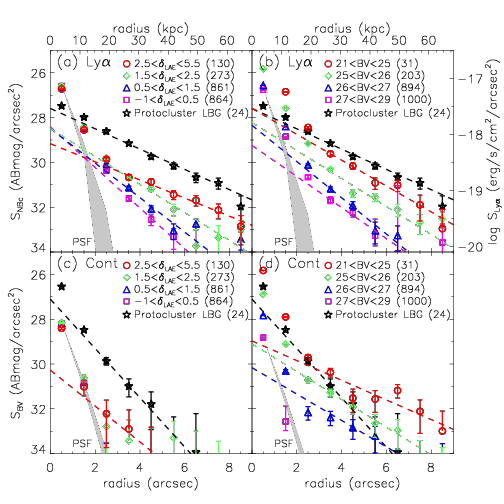 radius (kpc) radius (kpc)
0 10 20 30 40 50 60 0 10 20 30 40 50 60
(a) Lyα
2.5<δLAE<5.5 (130)
1.5<δLAE<2.5 (273)
0.5<δLAE<1.5 (861)
−1<δLAE<0.5 (864)
Protocluster LBG (24)
(b) Lyα
21<BV<25 (31)
25<BV<26 (203)
26<BV<27 (894)
27<BV<29 (1000)
Protocluster LBG (24)
26
28
30
32
34
SNBc (ABmag/arcsec²)
PSF
PSF
−17
−18
−19
−20
log SLyα (erg/s/cm²/arcsec²)
(c) Cont
2.5<δLAE<5.5 (130)
1.5<δLAE<2.5 (273)
0.5<δLAE<1.5 (861)
−1<δLAE<0.5 (864)
Protocluster LBG (24)
(d) Cont
21<BV<25 (31)
25<BV<26 (203)
26<BV<27 (894)
27<BV<29 (1000)
Protocluster LBG (24)
26
28
30
32
34
SBV (ABmag/arcsec²)
PSF
PSF
0 2 4 6 8 0 2 4 6 8
radius (arcsec) radius (arcsec)